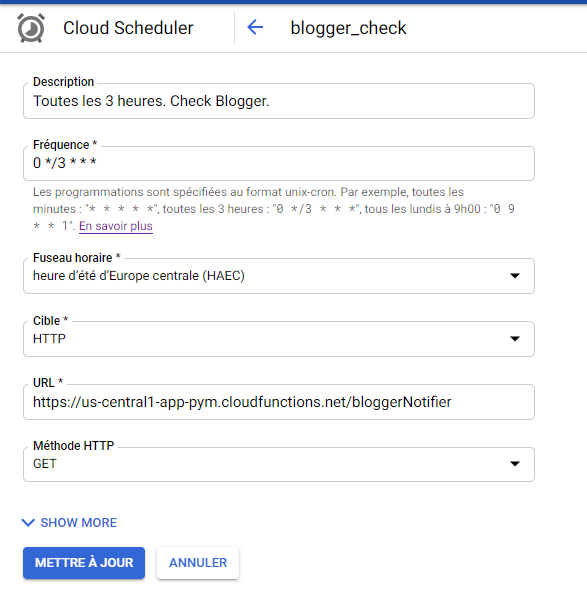 Cloud Scheduler
blogger_check
Description
Toutes les 3 heures. Check Blogger.
Fréquence *
0 */3 * * *
Les programmations sont spécifiées au format unix-cron. Par exemple, toutes les
minutes : "* * * * *", toutes les 3 heures : "0 */3 * * *", tous les lundis à 9h00 : "0 9
* * 1". En savoir plus
Fuseau horaire *
heure d'été d'Europe centrale (HAEC)
Cible *
HTTP
URL *
https://us-central1-app-pym.cloudfunctions.net/bloggerNotifier
Méthode HTTP
GET
SHOW MORE
METTRE À JOUR
ANNULER